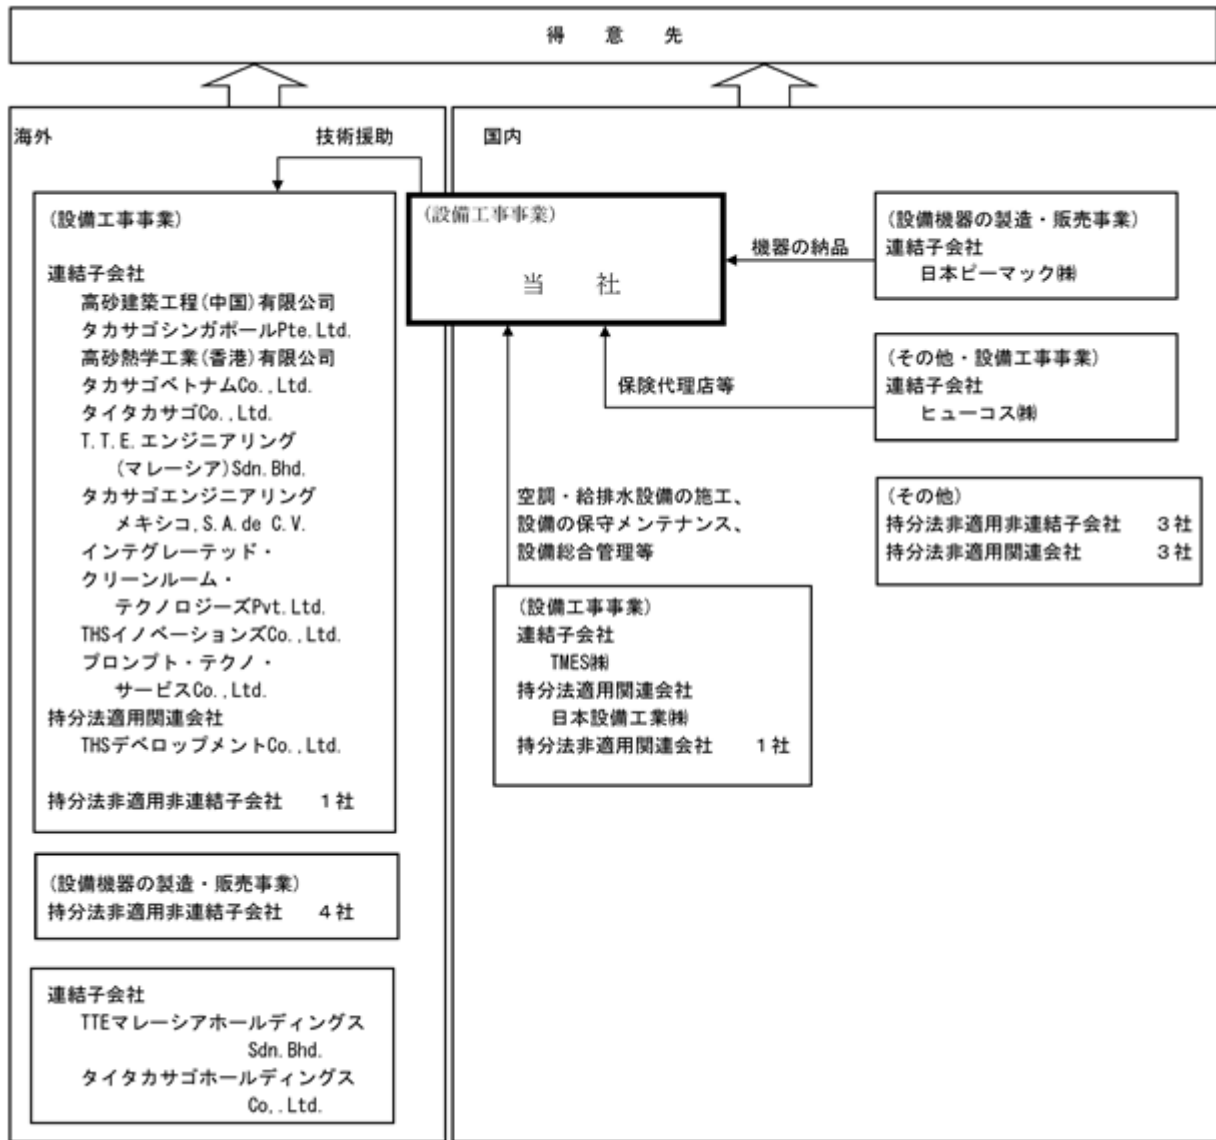 得　意　先
海外
技術援助
(設備工事事業)
連結子会社
高砂建築工程(中国)有限公司
タカサゴシンガポールPte.Ltd.
高砂熱学工業(香港)有限公司
タカサゴベトナムCo.,Ltd.
タイタカサゴCo.,Ltd.
T.T.E.エンジニアリング
(マレーシア)Sdn.Bhd.
タカサゴエンジニアリング
メキシコ,S.A.de C.V.
インテグレーテッド・
クリーンルーム・
テクノロジーズPvt.Ltd.
THSイノベーションズCo.,Ltd.
プロンプト・テクノ・
サービスCo.,Ltd.
持分法適用関連会社
THSデベロップメントCo.,Ltd.
持分法非適用非連結子会社　１社
(設備機器の製造・販売事業)
持分法非適用非連結子会社　４社
連結子会社
TTEマレーシアホールディングス
Sdn.Bhd.
タイタカサゴホールディングス
Co,.Ltd.
国内
(設備工事事業)
当　社
機器の納品
(設備機器の製造・販売事業)
連結子会社
日本ピーマック㈱
保険代理店等
(その他・設備工事事業)
連結子会社
ヒューコス㈱
(その他)
持分法非適用非連結子会社　３社
持分法非適用関連会社　３社
空調・給排水設備の施工、
設備の保守メンテナンス、
設備総合管理等
(設備工事事業)
連結子会社
TMES㈱
持分法適用関連会社
日本設備工業㈱
持分法非適用関連会社　１社